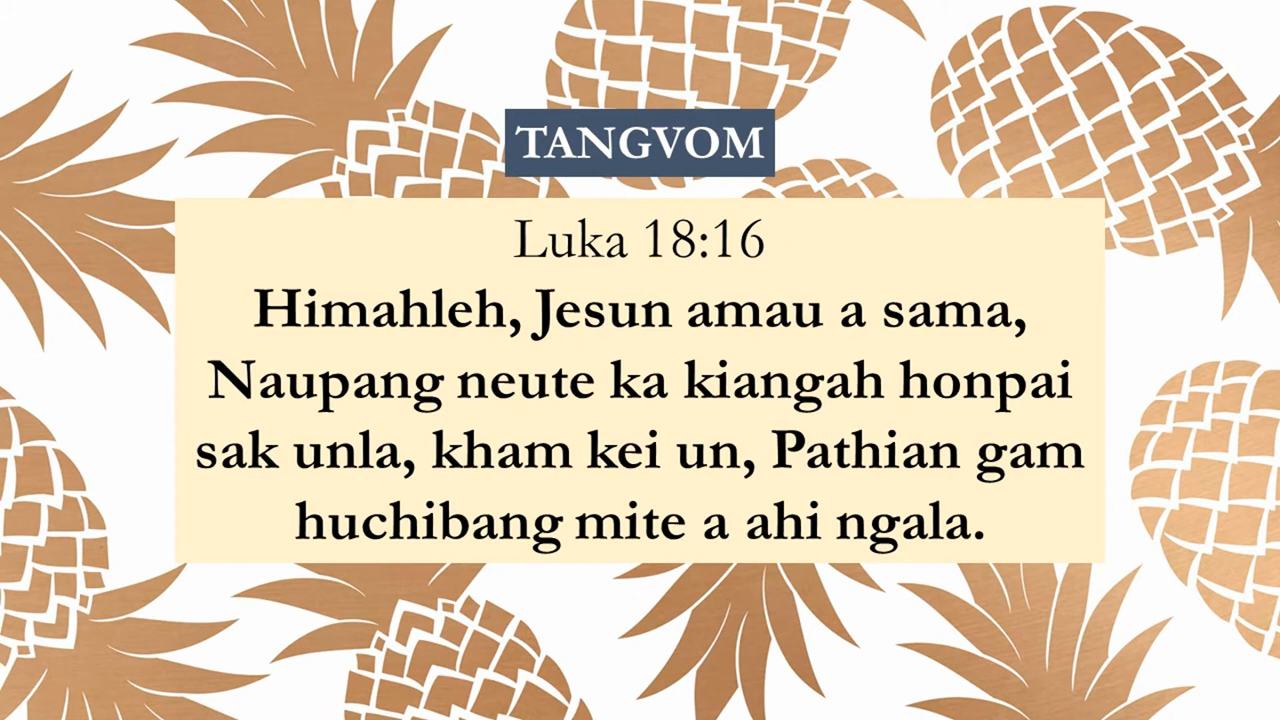 TANGVOM
Luka 18:16
Himahleh, Jesun amau a sama,
Naupang neute ka kiangah honpai
sak unla, kham kei un, Pathian gam
huchibang mite a ahi ngala.